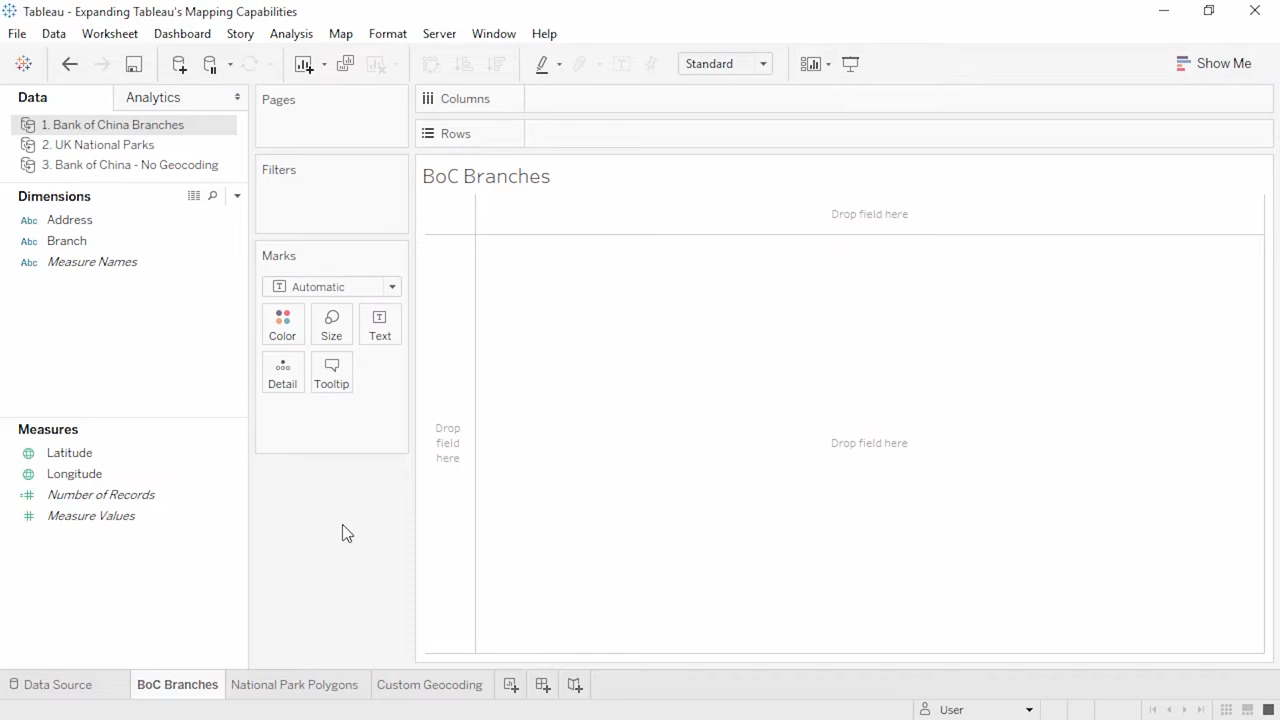 Tableau - Expanding Tableau's Mapping Capabilities
File Data Worksheet Dashboard Story Analysis Map Format Server Window Help
Standard
Show Me
Data
Analytics
1. Bank of China Branches
2. UK National Parks
3. Bank of China - No Geocoding
Dimensions
Abc Address
Abc Branch
Abc Measure Names
Measures
Latitude
Longitude
Number of Records
Measure Values
Pages
Filters
Marks
Automatic
Color Size Text
Detail Tooltip
Columns
Rows
BoC Branches
Drop field here
Drop
field
here
Drop field here
Data Source BoC Branches National Park Polygons Custom Geocoding
User